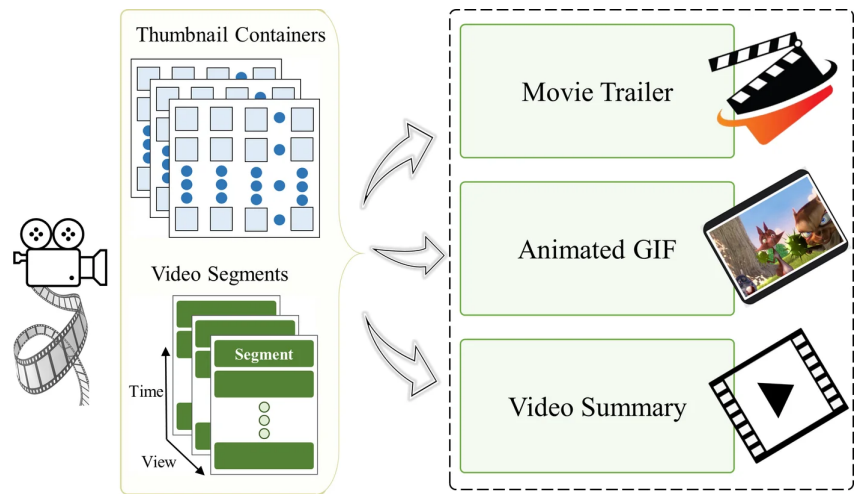 Thumbnail Containers
Video Segments
Segment
Time
View
Movie Trailer
Animated GIF
Video Summary